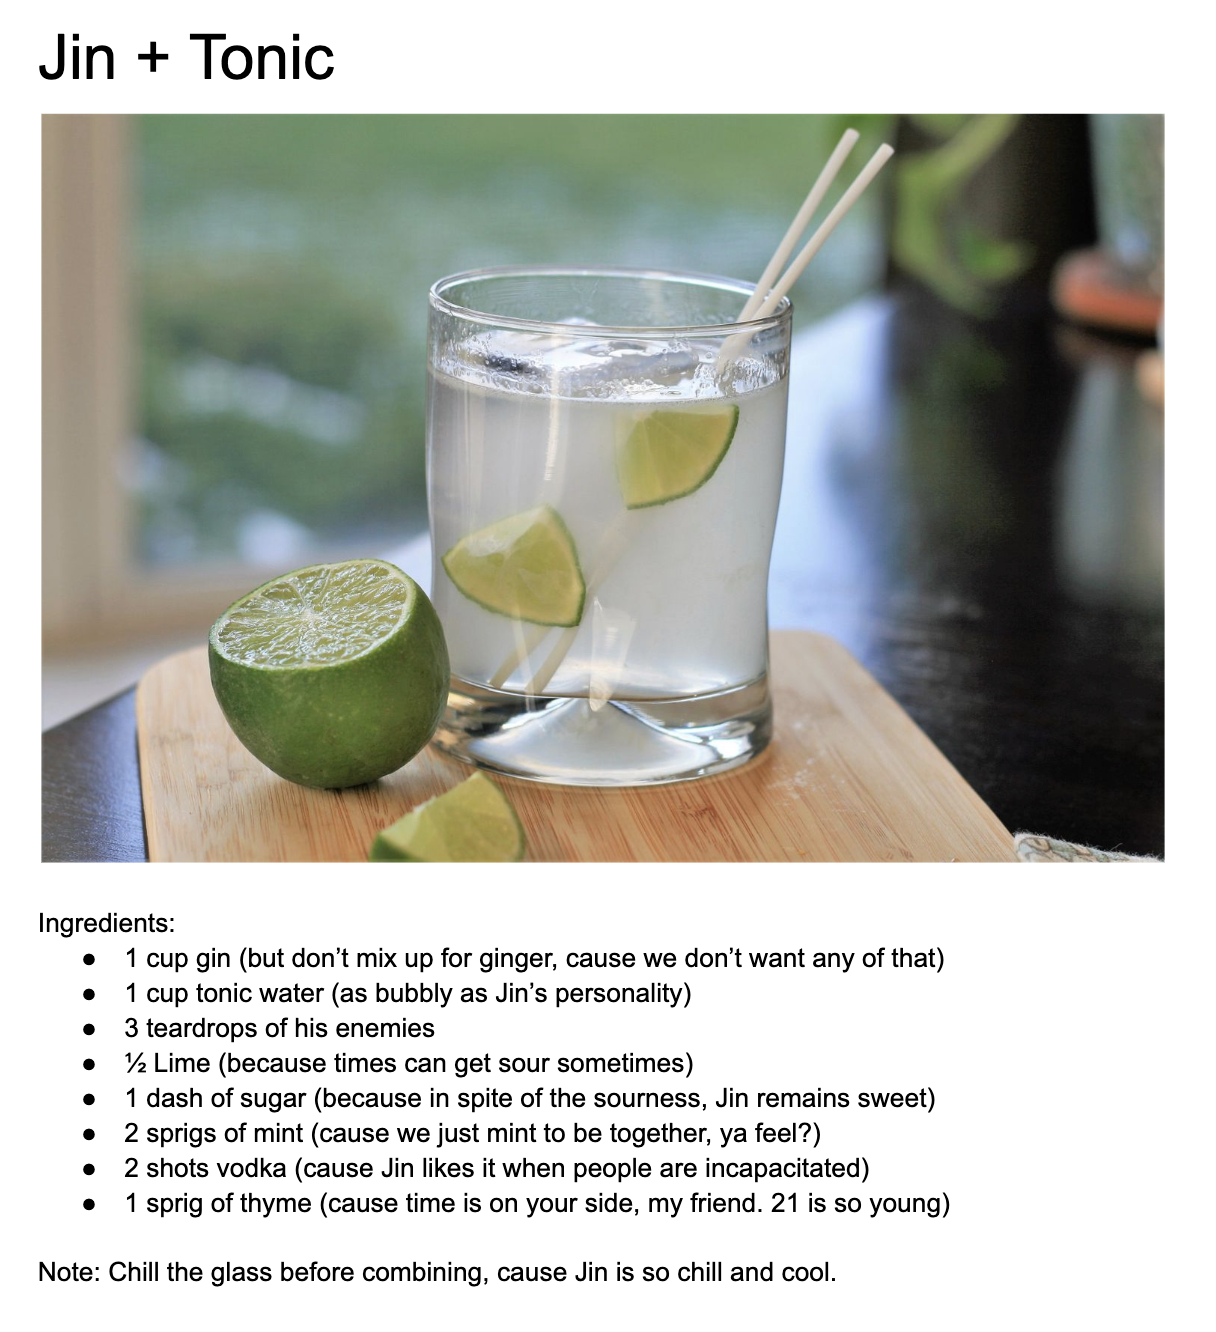 Jin + Tonic
Ingredients:
● 1 cup gin (but don’t mix up for ginger, cause we don’t want any of that)
● 1 cup tonic water (as bubbly as Jin’s personality)
● 3 teardrops of his enemies
● ½ Lime (because times can get sour sometimes)
● 1 dash of sugar (because in spite of the sourness, Jin remains sweet)
● 2 sprigs of mint (cause we just mint to be together, ya feel?)
● 2 shots vodka (cause Jin likes it when people are incapacitated)
● 1 sprig of thyme (cause time is on your side, my friend. 21 is so young)
Note: Chill the glass before combining, cause Jin is so chill and cool.